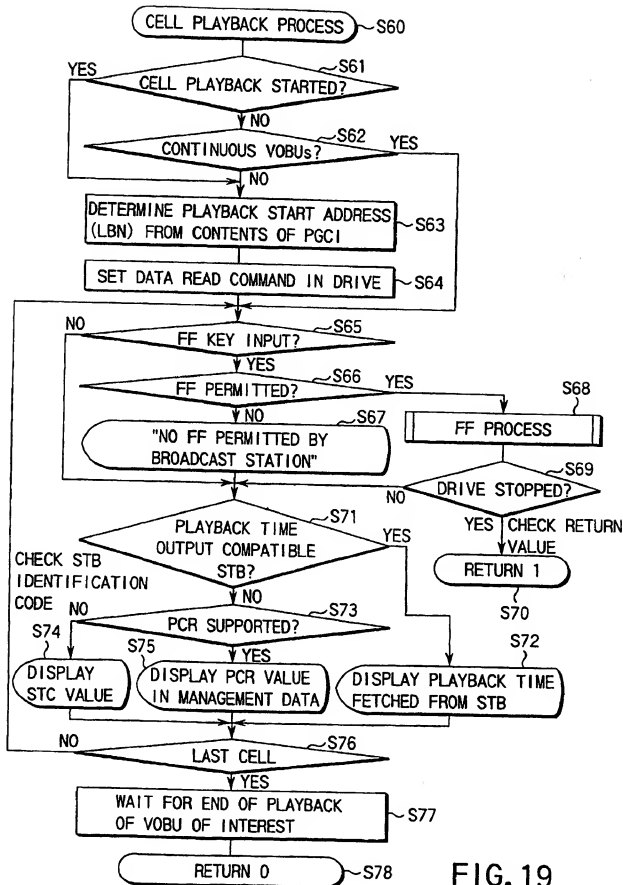 CELL PLAYBACK PROCESS
S60
S61
YES
CELL PLAYBACK STARTED?
NO
S62
YES
CONTINUOUS VOBUs?
NO
DETERMINE PLAYBACK START ADDRESS
(LBN) FROM CONTENTS OF PGCI
S63
SET DATA READ COMMAND IN DRIVE
S64
NO
S65
FF KEY INPUT?
YES
S66
FF PERMITTED?
YES
NO
S67
S68
"NO FF PERMITTED BY
BROADCAST STATION"
FF PROCESS
S69
NO
DRIVE STOPPED?
S71
YES
CHECK RETURN
VALUE
PLAYBACK TIME
OUTPUT COMPATIBLE
STB?
YES
RETURN 1
S70
CHECK STB
IDENTIFICATION
CODE
NO
S73
NO
PCR SUPPORTED?
S74
S75
YES
S72
DISPLAY
STC VALUE
DISPLAY PCR VALUE
IN MANAGEMENT DATA
DISPLAY PLAYBACK TIME
FETCHED FROM STB
NO
S76
LAST CELL
YES
WAIT FOR END OF PLAYBACK
OF VOBU OF INTEREST
S77
RETURN 0
S78
FIG. 19